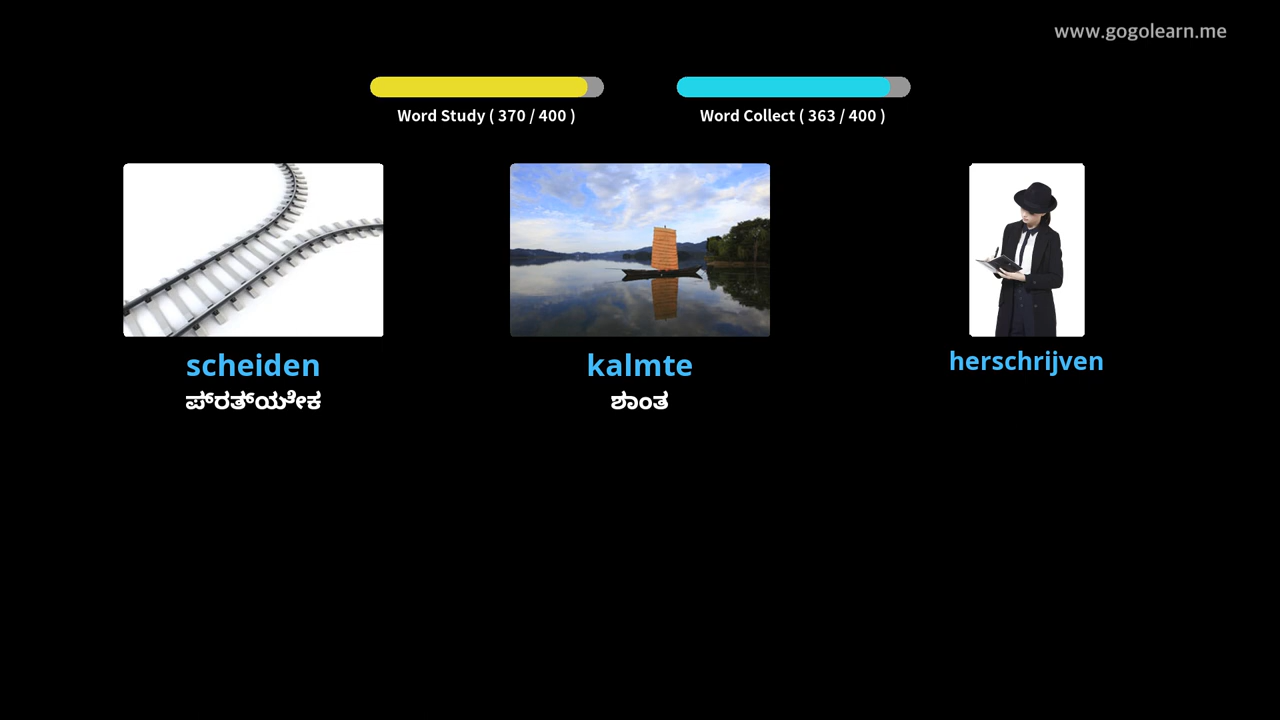 www.gogolearn.me
Word Study ( 370 / 400 )
Word Collect ( 363 / 400 )
scheiden
ಪ್ರತ್ಯೇಕ
kalmte
ಶಾಂತ
herschrijven